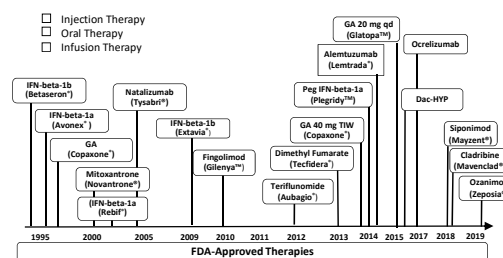 Injection Therapy
Oral Therapy
Infusion Therapy
GA 20 mg qd
(Glatopa™)
Ocrelizumab
Alemtuzumab
(Lemtrada®)
IFN-beta-1b
(Betaseron®)
Natalizumab
(Tysabri®)
Peg IFN-beta-1a
(Plegridy™)
Dac-HYP
IFN-beta-1a
Avonex®)
IFN-beta-1b
(Extavia®)
GA 40 mg TIW
(Copaxone®)
Siponimod
(Mayzent®)
GA
(Copaxone®)
Fingolimod
(Gilenya™)
Dimethyl Fumarate
(Tecfidera®)
Cladribine
(Mavenclad®)
Mitoxantrone
(Novantrone®)
Teriflunomide
(Aubagio®)
Ozanimo
(Zeposia®
(IFN-beta-1a
(Rebif®)
1995 2000 2005 2009 2010 2011 2012 2013 2014 2015 2017 2018 2019
FDA-Approved Therapies